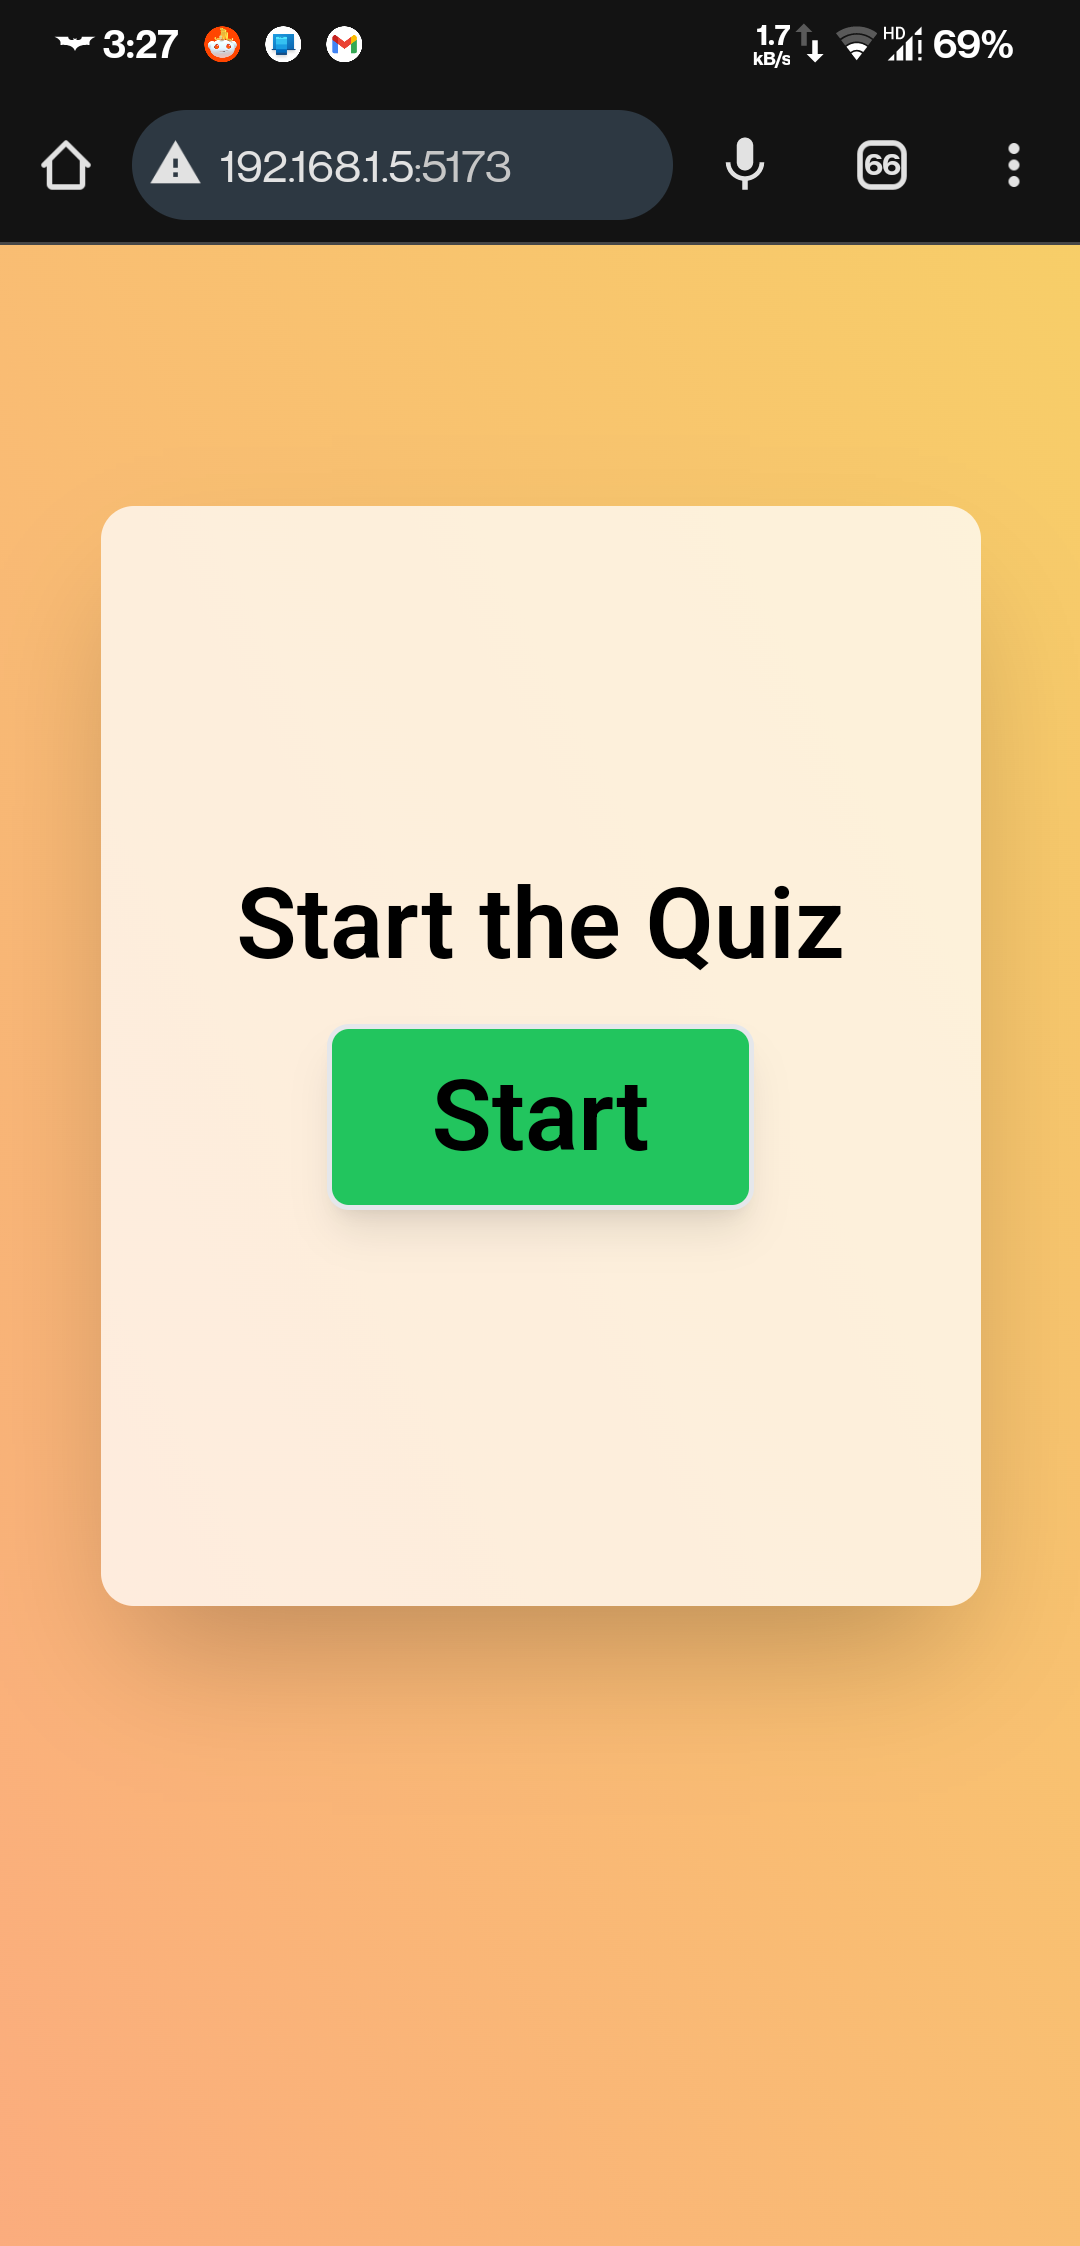 3:27
1.7 kB/s HD 69%
192.168.1.5:5173
66
Start the Quiz
Start